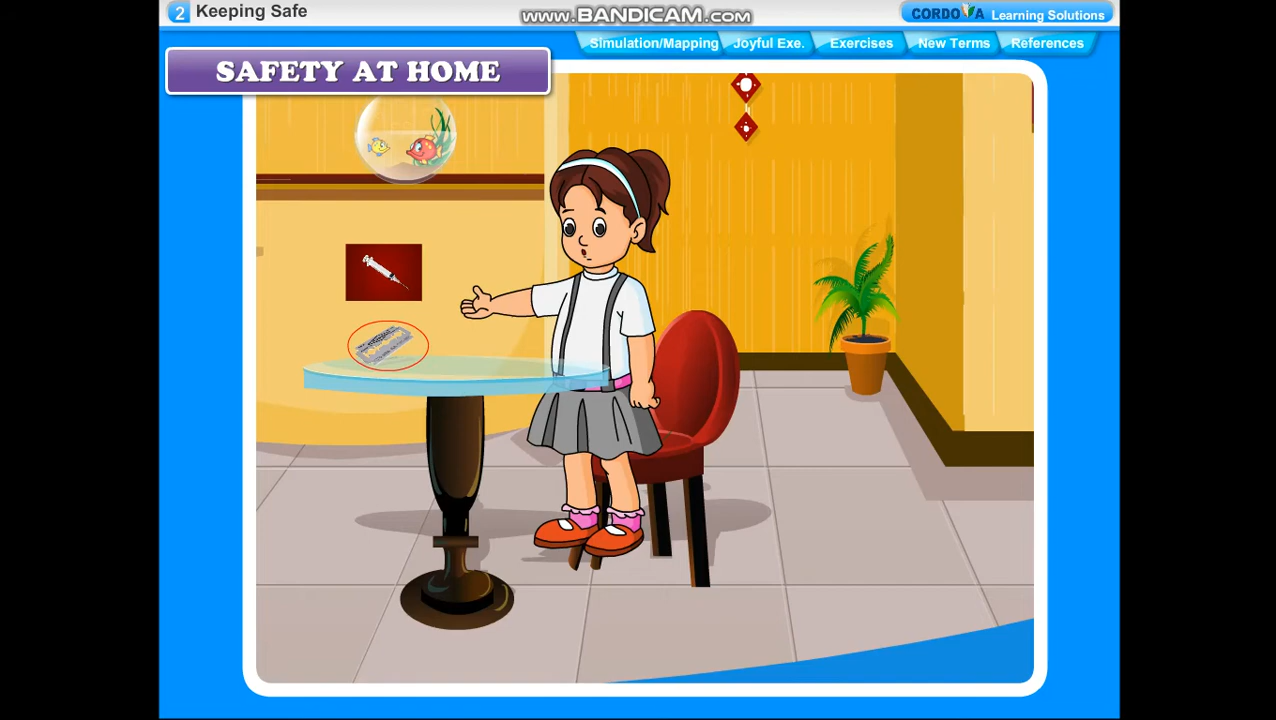 2 Keeping Safe
www.BANDICAM.com
CORDOVA Learning Solutions
Simulation/Mapping
Joyful Exe.
Exercises
New Terms
References
SAFETY AT HOME